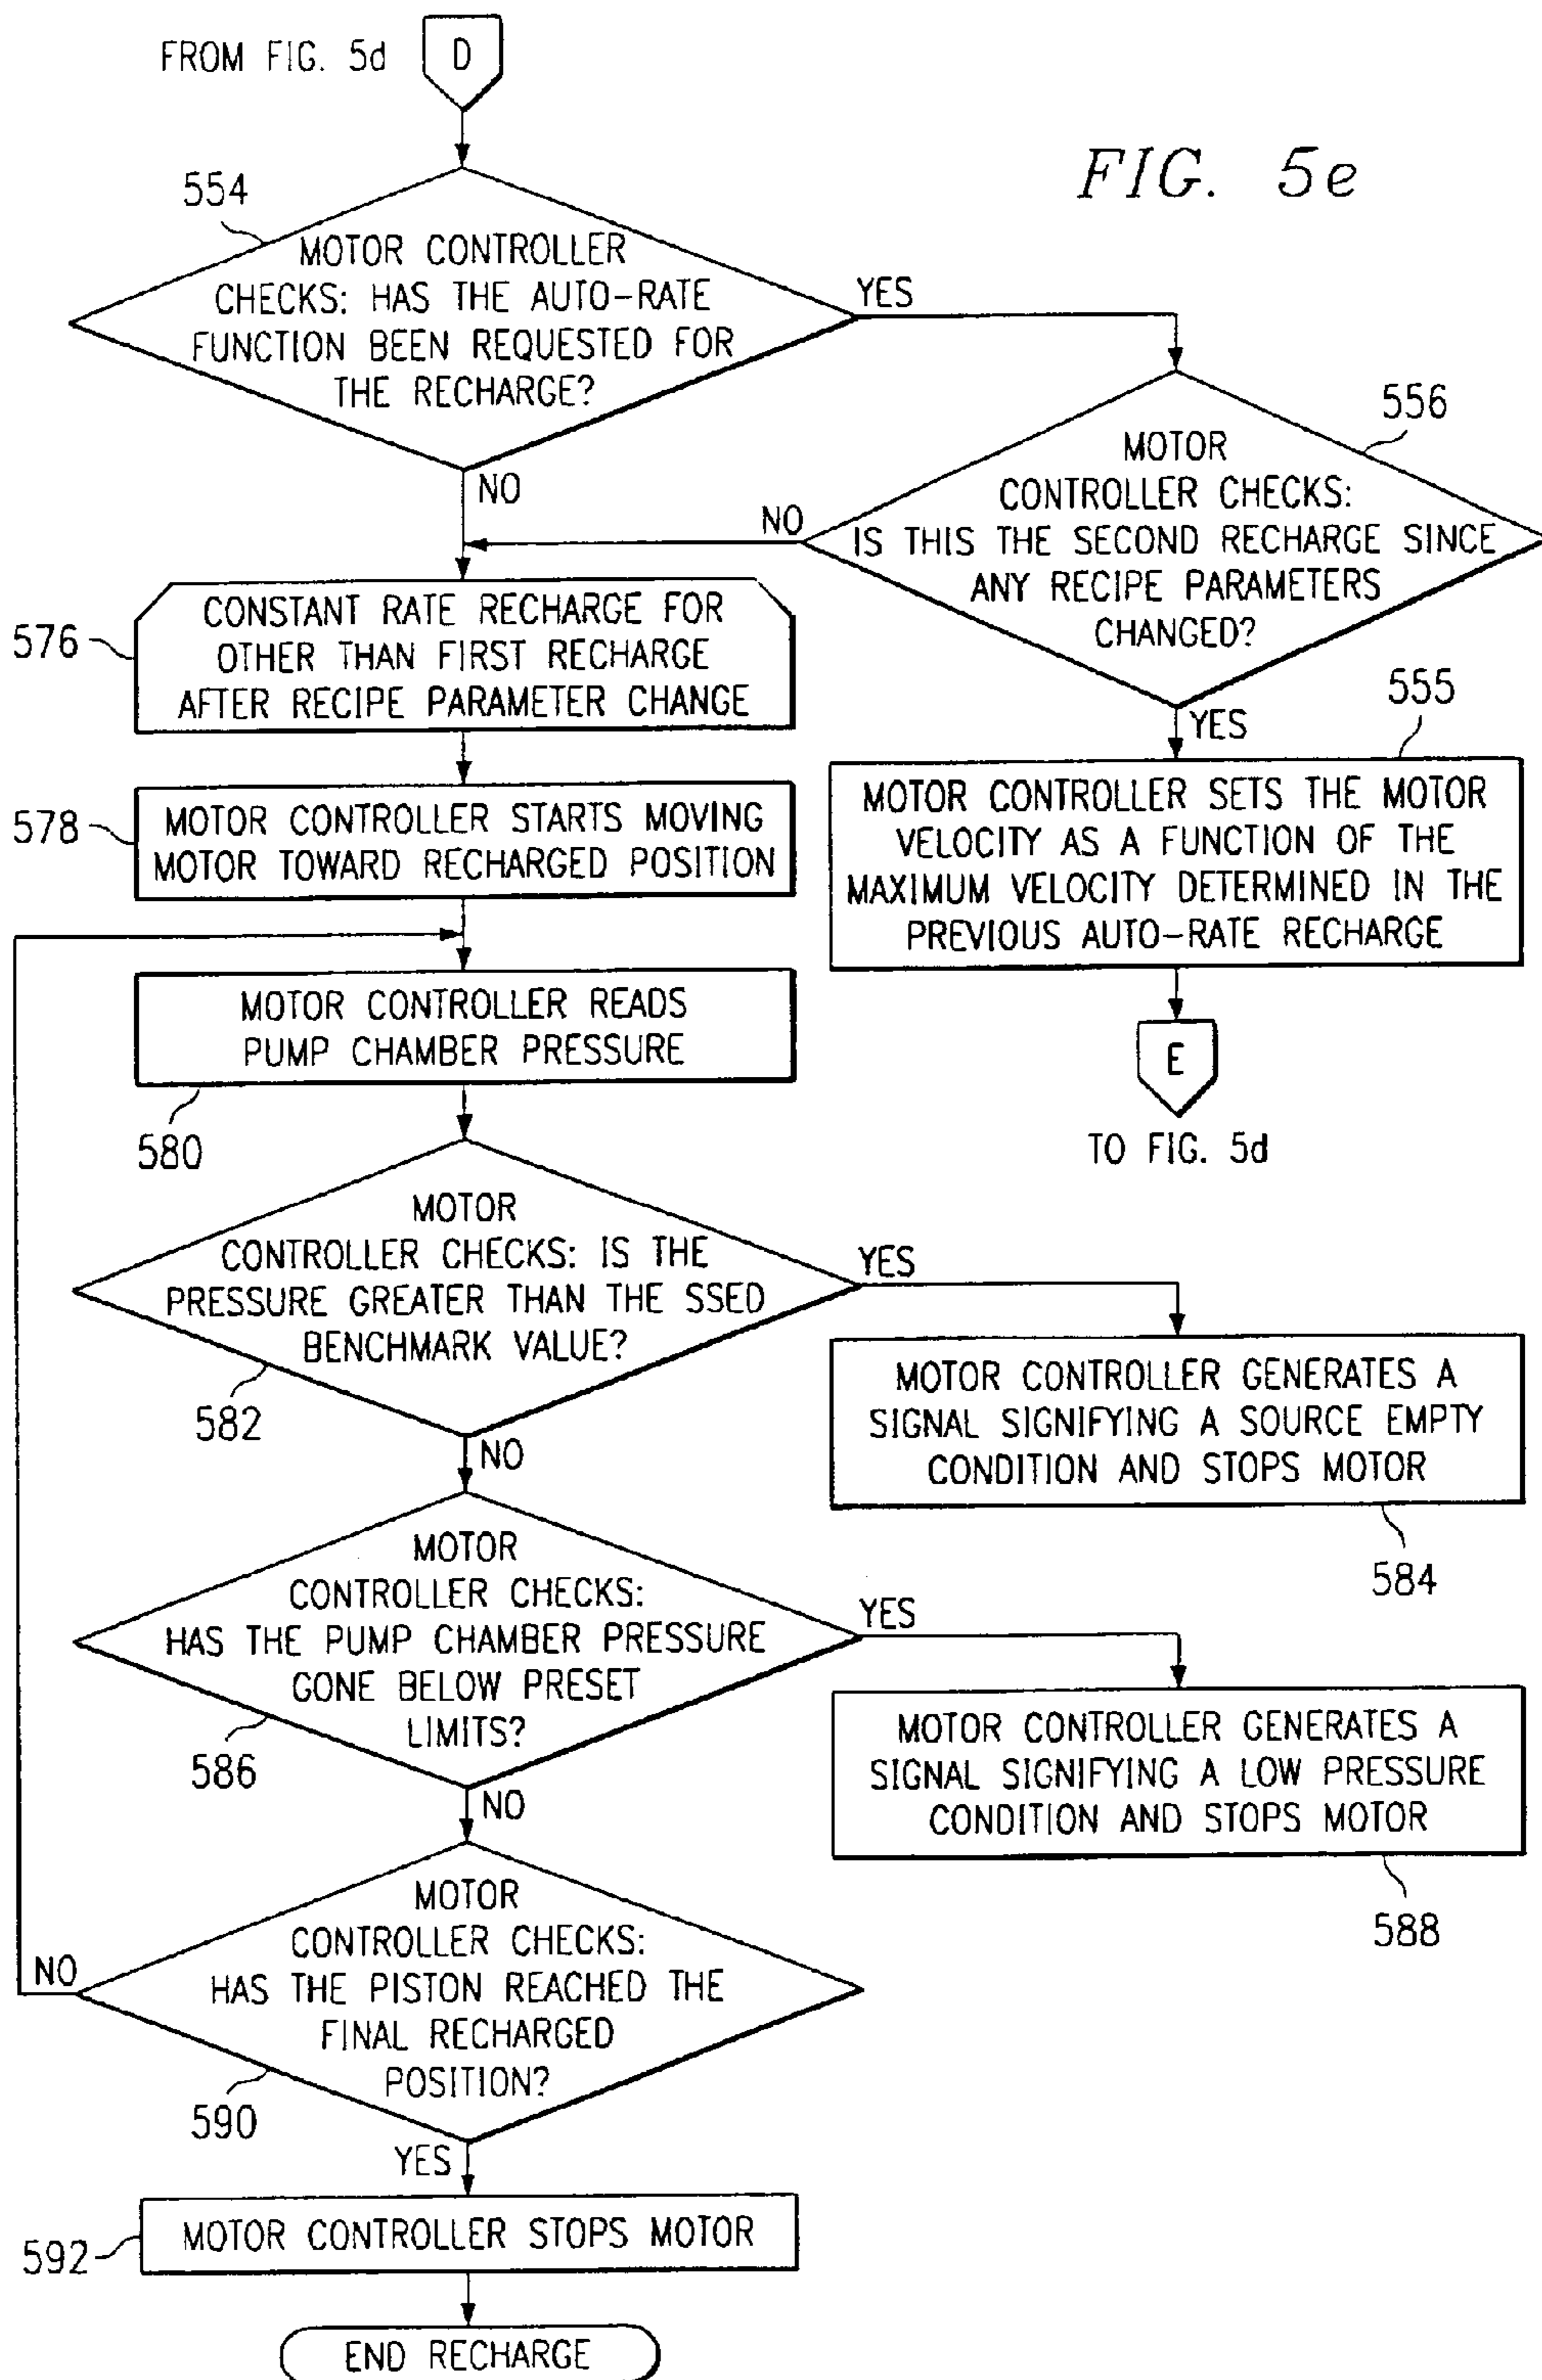 FROM FIG. 5d
D
FIG. 5e
554
MOTOR CONTROLLER
CHECKS: HAS THE AUTO-RATE
FUNCTION BEEN REQUESTED FOR
THE RECHARGE?
YES
NO
556
MOTOR
CONTROLLER CHECKS:
IS THIS THE SECOND RECHARGE SINCE
ANY RECIPE PARAMETERS
CHANGED?
NO
YES
576
CONSTANT RATE RECHARGE FOR
OTHER THAN FIRST RECHARGE
AFTER RECIPE PARAMETER CHANGE
555
MOTOR CONTROLLER SETS THE MOTOR
VELOCITY AS A FUNCTION OF THE
MAXIMUM VELOCITY DETERMINED IN THE
PREVIOUS AUTO-RATE RECHARGE
E
TO FIG. 5d
578
MOTOR CONTROLLER STARTS MOVING
MOTOR TOWARD RECHARGED POSITION
MOTOR CONTROLLER READS
PUMP CHAMBER PRESSURE
580
MOTOR
CONTROLLER CHECKS: IS THE
PRESSURE GREATER THAN THE SSED
BENCHMARK VALUE?
582
YES
NO
MOTOR CONTROLLER GENERATES A
SIGNAL SIGNIFYING A SOURCE EMPTY
CONDITION AND STOPS MOTOR
584
MOTOR
CONTROLLER CHECKS:
HAS THE PUMP CHAMBER PRESSURE
GONE BELOW PRESET
LIMITS?
586
YES
NO
MOTOR CONTROLLER GENERATES A
SIGNAL SIGNIFYING A LOW PRESSURE
CONDITION AND STOPS MOTOR
588
MOTOR
CONTROLLER CHECKS:
HAS THE PISTON REACHED THE
FINAL RECHARGED
POSITION?
NO
590
YES
592
MOTOR CONTROLLER STOPS MOTOR
END RECHARGE